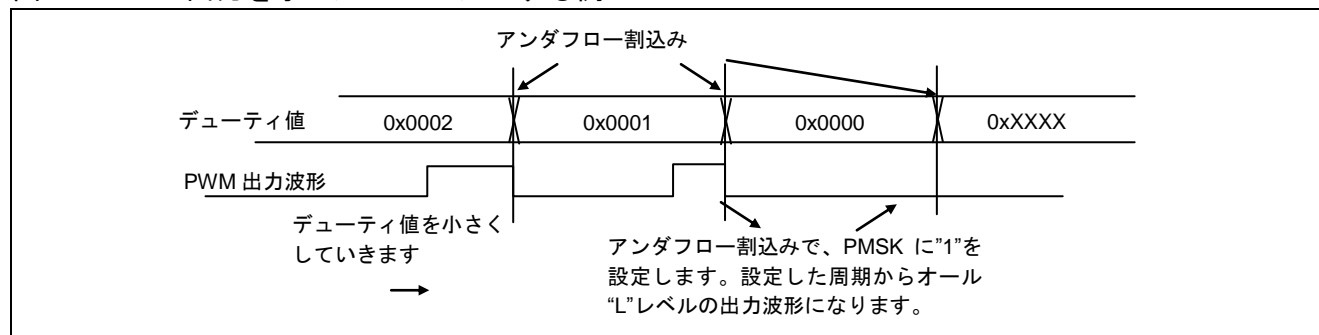 アンダフロー割込み
デューティ値 0x0002 0x0001 0x0000 0xXXXX
PWM 出力波形
デューティ値を小さく
していきます
アンダフロー割込みで、PMSK に”1”を
設定します。設定した周期からオール
“L”レベルの出力波形になります。